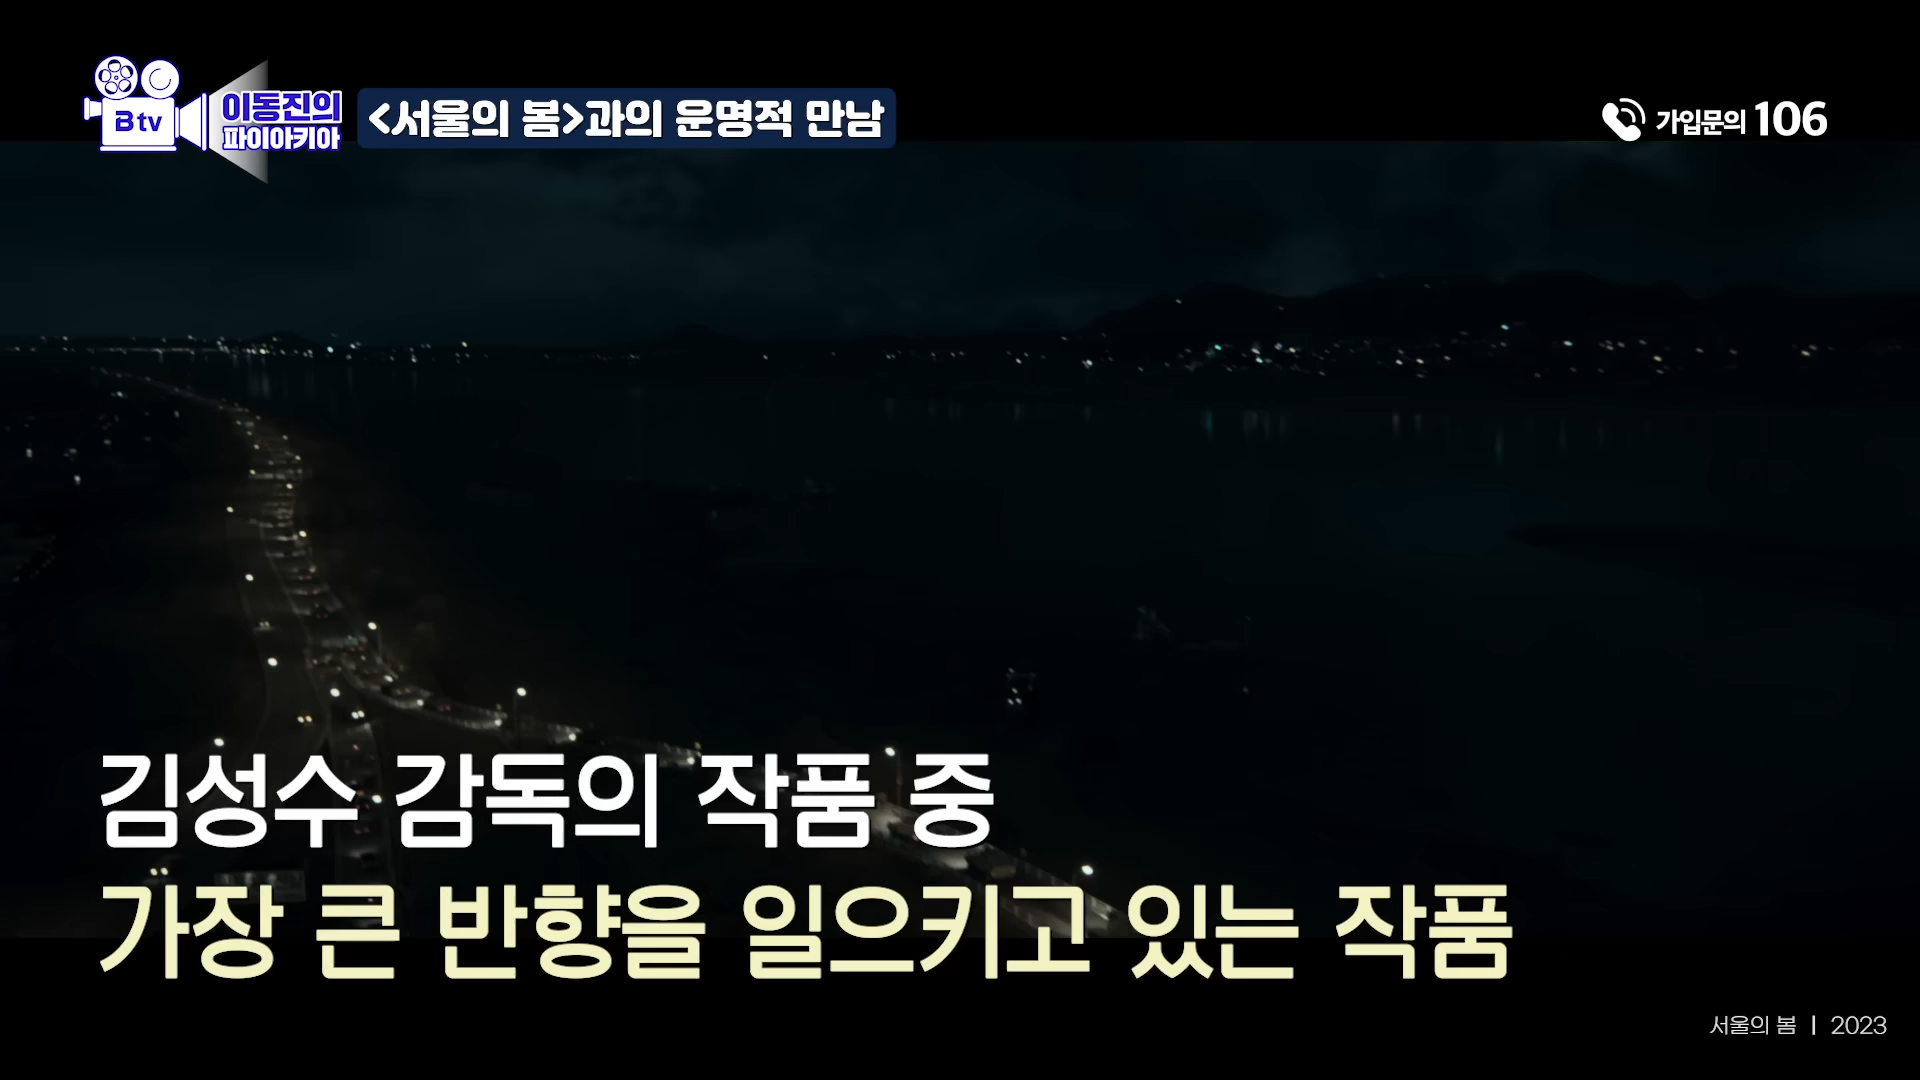 Btv
이동진의
파이아키아
<서울의 봄>과의 운명적 만남
가입문의 106
김성수 감독의 작품 중
가장 큰 반향을 일으키고 있는 작품
서울의 봄 | 2023